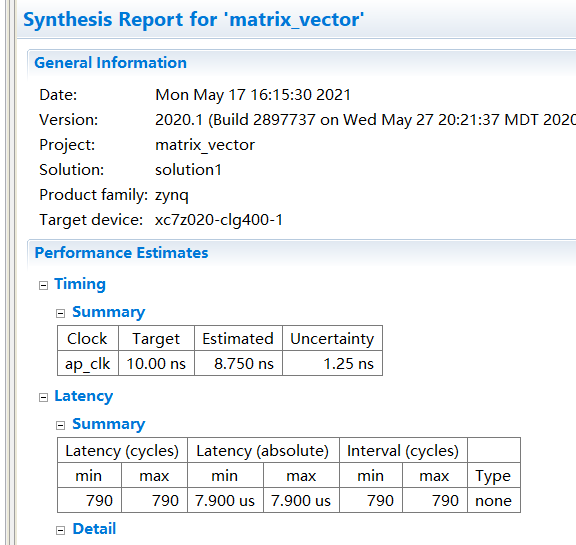 Synthesis Report for 'matrix_vector'
General Information
Date: Mon May 17 16:15:30 2021
Version: 2020.1 (Build 2897737 on Wed May 27 20:21:37 MDT 2020
Project: matrix_vector
Solution: solution1
Product family: zynq
Target device: xc7z020-clg400-1
Performance Estimates
Timing
Summary
Clock Target Estimated Uncertainty
ap_clk 10.00 ns 8.750 ns 1.25 ns
Latency
Summary
Latency (cycles) Latency (absolute) Interval (cycles)
min max min max min max Type
790 790 7.900 us 7.900 us 790 790 none
Detail